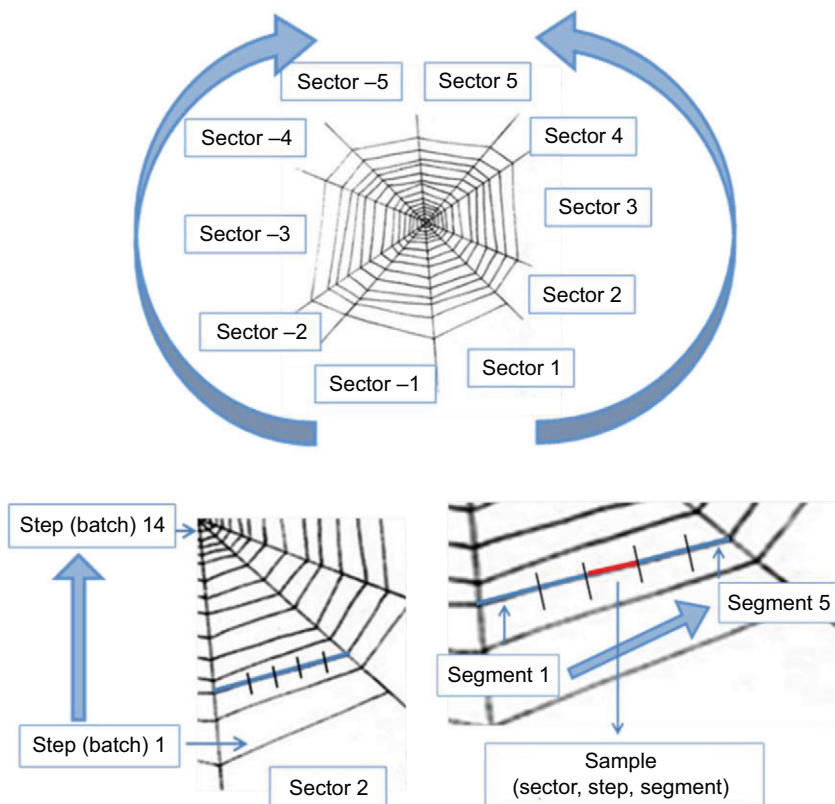 Sector –5
Sector 5
Sector –4
Sector 4
Sector –3
Sector 3
Sector –2
Sector 2
Sector –1
Sector 1
Step (batch) 14
Step (batch) 1
Sector 2
Segment 5
Segment 1
Sample
(sector, step, segment)